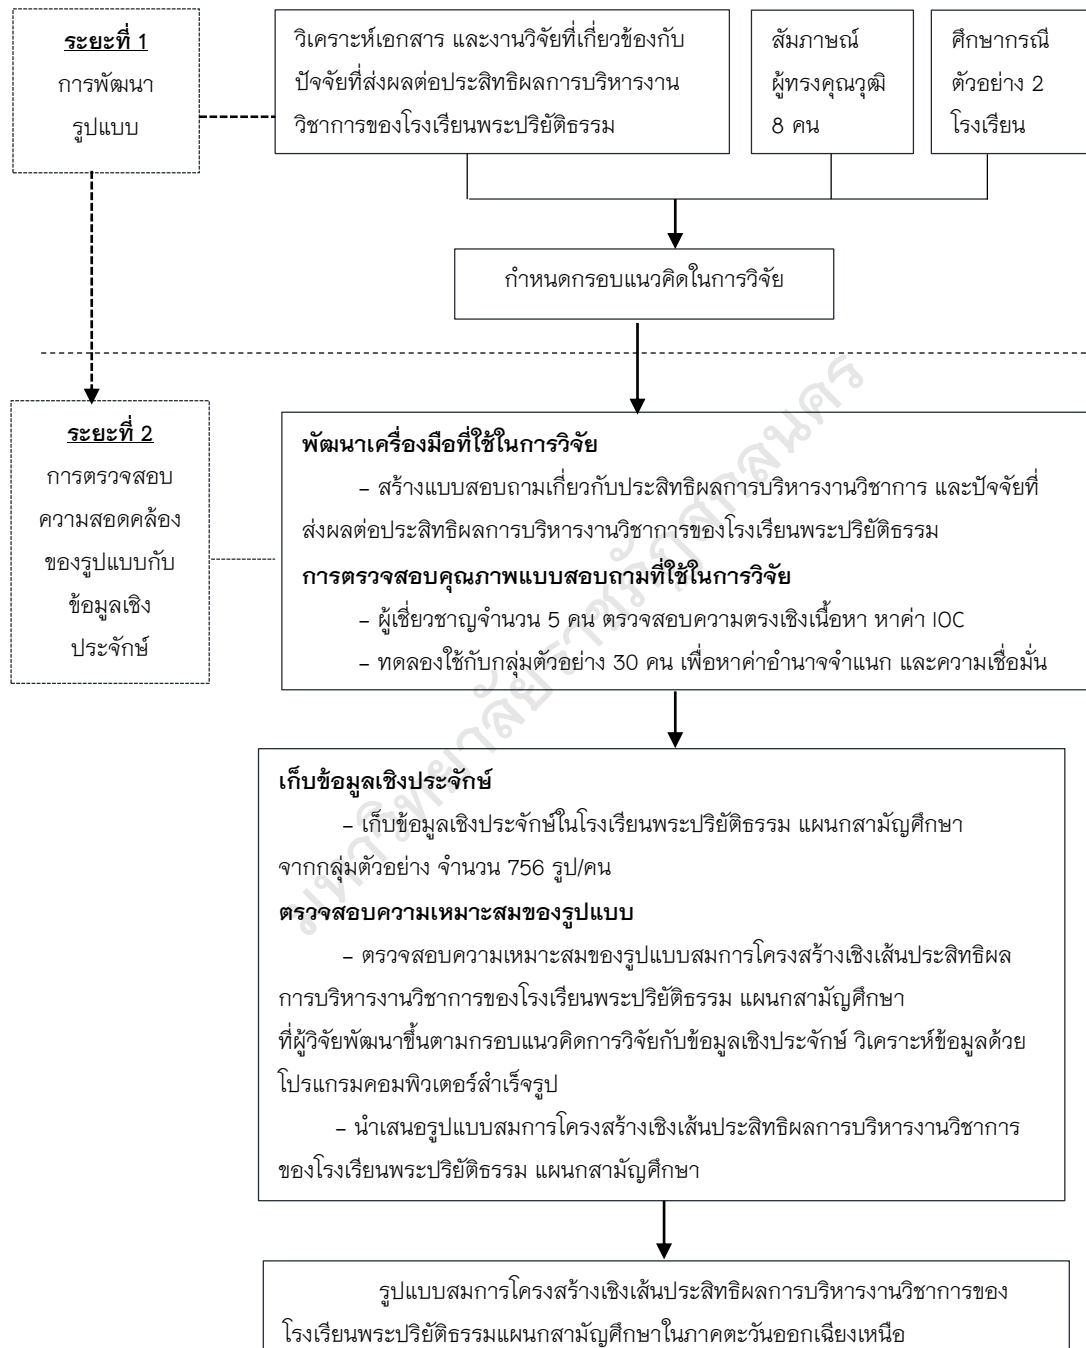 ระยะที่ 1
การพัฒนา
รูปแบบ
วิเคราะห์เอกสาร และงานวิจัยที่เกี่ยวข้องกับ
ปัจจัยที่ส่งผลต่อประสิทธิผลการบริหารงาน
วิชาการของโรงเรียนพระปริยัติธรรม
สัมภาษณ์
ผู้ทรงคุณวุฒิ
8 คน
ศึกษากรณี
ตัวอย่าง 2
โรงเรียน
กำหนดกรอบแนวคิดในการวิจัย
ระยะที่ 2
การตรวจสอบ
ความสอดคล้อง
ของรูปแบบกับ
ข้อมูลเชิง
ประจักษ์
พัฒนาเครื่องมือที่ใช้ในการวิจัย
– สร้างแบบสอบถามเกี่ยวกับประสิทธิผลการบริหารงานวิชาการ และปัจจัยที่
ส่งผลต่อประสิทธิผลการบริหารงานวิชาการของโรงเรียนพระปริยัติธรรม
การตรวจสอบคุณภาพแบบสอบถามที่ใช้ในการวิจัย
– ผู้เชี่ยวชาญจำนวน 5 คน ตรวจสอบความตรงเชิงเนื้อหา หาค่า IOC
– ทดลองใช้กับกลุ่มตัวอย่าง 30 คน เพื่อหาค่าอำนาจจำแนก และความเชื่อมั่น
เก็บข้อมูลเชิงประจักษ์
– เก็บข้อมูลเชิงประจักษ์ในโรงเรียนพระปริยัติธรรม แผนกสามัญศึกษา
จากกลุ่มตัวอย่าง จำนวน 756 รูป/คน
ตรวจสอบความเหมาะสมของรูปแบบ
– ตรวจสอบความเหมาะสมของรูปแบบสมการโครงสร้างเชิงเส้นประสิทธิผล
การบริหารงานวิชาการของโรงเรียนพระปริยัติธรรม แผนกสามัญศึกษา
ที่ผู้วิจัยพัฒนาขึ้นตามกรอบแนวคิดการวิจัยกับข้อมูลเชิงประจักษ์ วิเคราะห์ข้อมูลด้วย
โปรแกรมคอมพิวเตอร์สำเร็จรูป
– นำเสนอรูปแบบสมการโครงสร้างเชิงเส้นประสิทธิผลการบริหารงานวิชาการ
ของโรงเรียนพระปริยัติธรรม แผนกสามัญศึกษา
รูปแบบสมการโครงสร้างเชิงเส้นประสิทธิผลการบริหารงานวิชาการของ
โรงเรียนพระปริยัติธรรมแผนกสามัญศึกษาในภาคตะวันออกเฉียงเหนือ
มหาวิทยาลัยราชภัฏสกลนคร